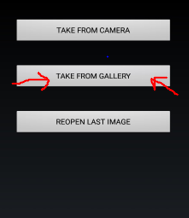 TAKE FROM CAMERA
TAKE FROM GALLERY
REOPEN LAST IMAGE